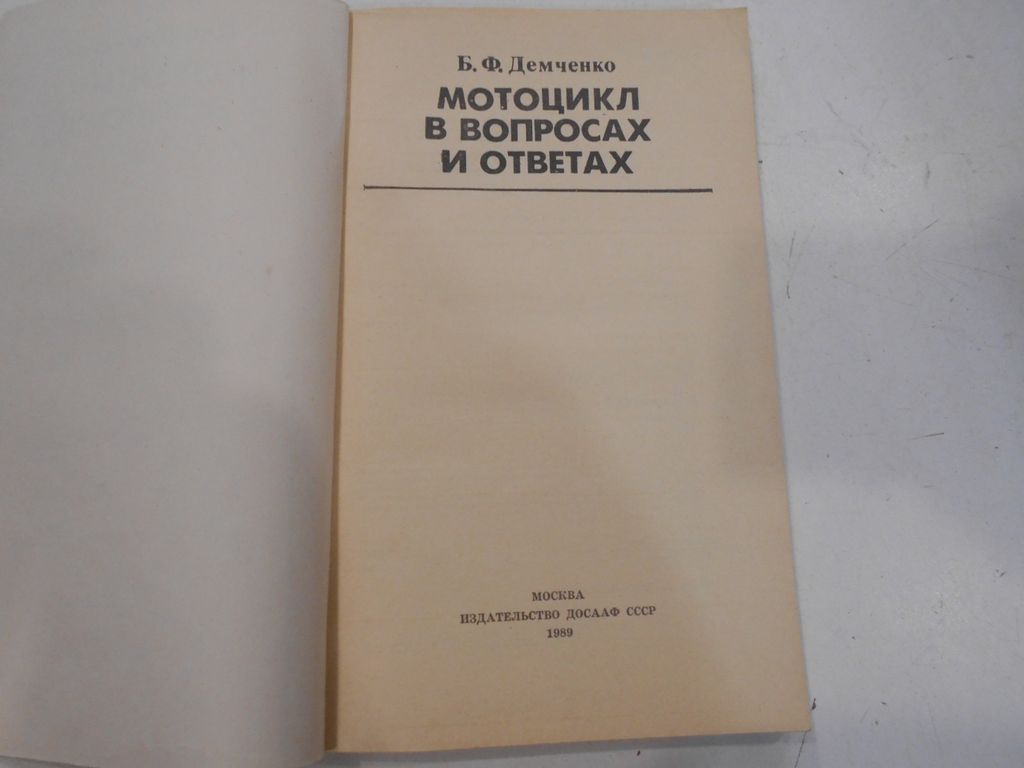 Б. Ф. Демченко
МОТОЦИКЛ
В ВОПРОСАХ
И ОТВЕТАХ
МОСКВА
ИЗДАТЕЛЬСТВО ДОСААФ СССР
1989